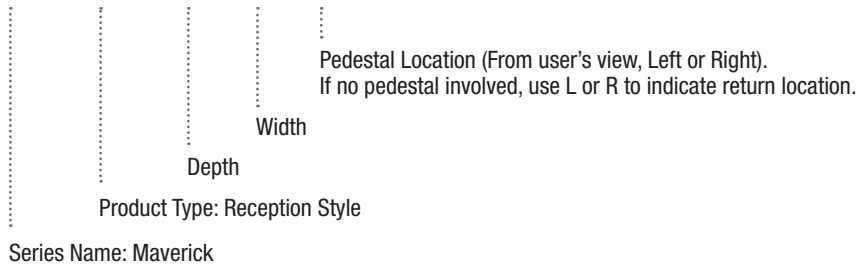 Pedestal Location (From user's view, Left or Right).
If no pedestal involved, use L or R to indicate return location.
Width
Depth
Product Type: Reception Style
Series Name: Maverick